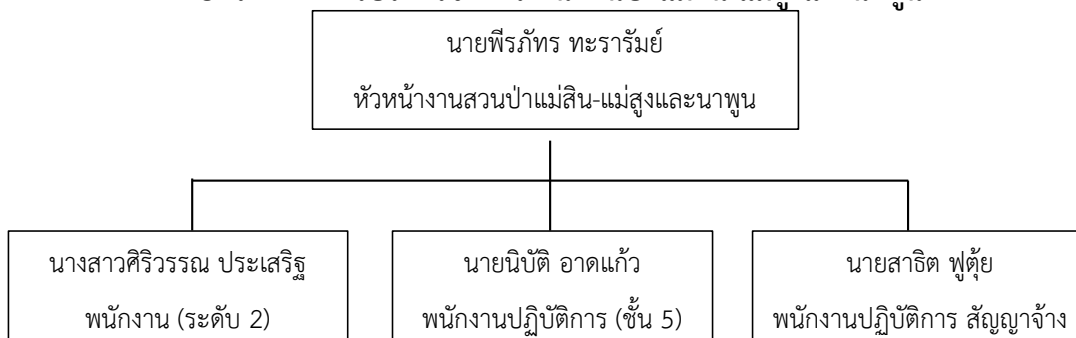 นายพีรภัทร ทะรารัมย์
หัวหน้างานสวนป่าแม่สิน-แม่สูงและนาพูน
นางสาวศิริวรรณ ประเสริฐ
พนักงาน (ระดับ 2)
นายนิบัติ อาดแก้ว
พนักงานปฏิบัติการ (ชั้น 5)
นายสาธิต ฟูตุ้ย
พนักงานปฏิบัติการ สัญญาจ้าง